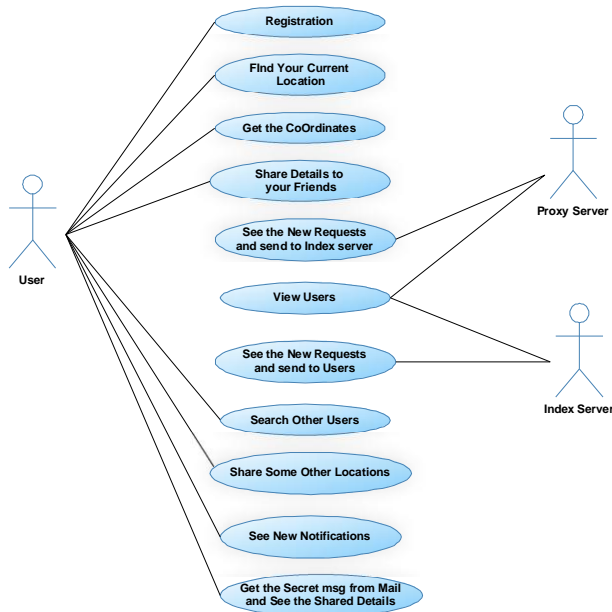 Registration
FInd Your Current
Location
Get the CoOrdinates
Share Details to
your Friends
Proxy Server
See the New Requests
and send to Index server
User
View Users
See the New Requests
and send to Users
Index Server
Search Other Users
Share Some Other Locations
See New Notifications
Get the Secret msg from Mail
and See the Shared Details